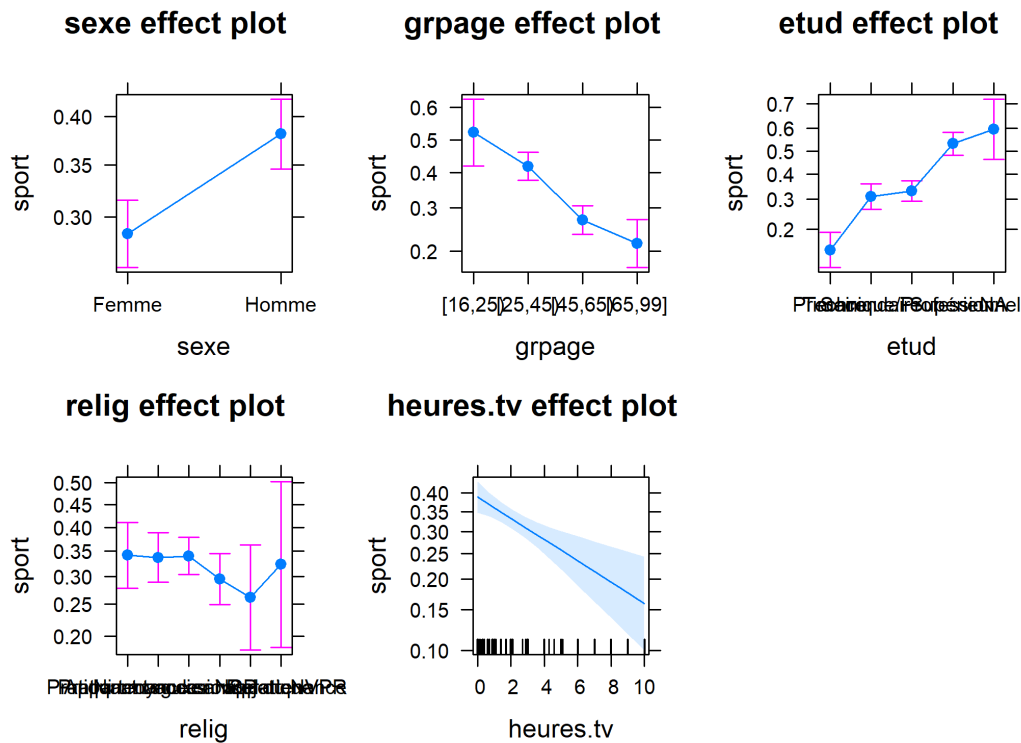 sexe effect plot
sport
0.40
0.35
0.30
Femme Homme
sexe
grpage effect plot
sport
0.6
0.5
0.4
0.3
0.2
[16,25) [25,45) [45,65) [65,99]
grpage
etud effect plot
sport
0.7
0.6
0.5
0.4
0.3
0.2
etud
relig effect plot
sport
0.50
0.45
0.40
0.35
0.30
0.25
0.20
relig
heures.tv effect plot
sport
0.40
0.35
0.30
0.25
0.20
0.15
0.10
0 2 4 6 8 10
heures.tv